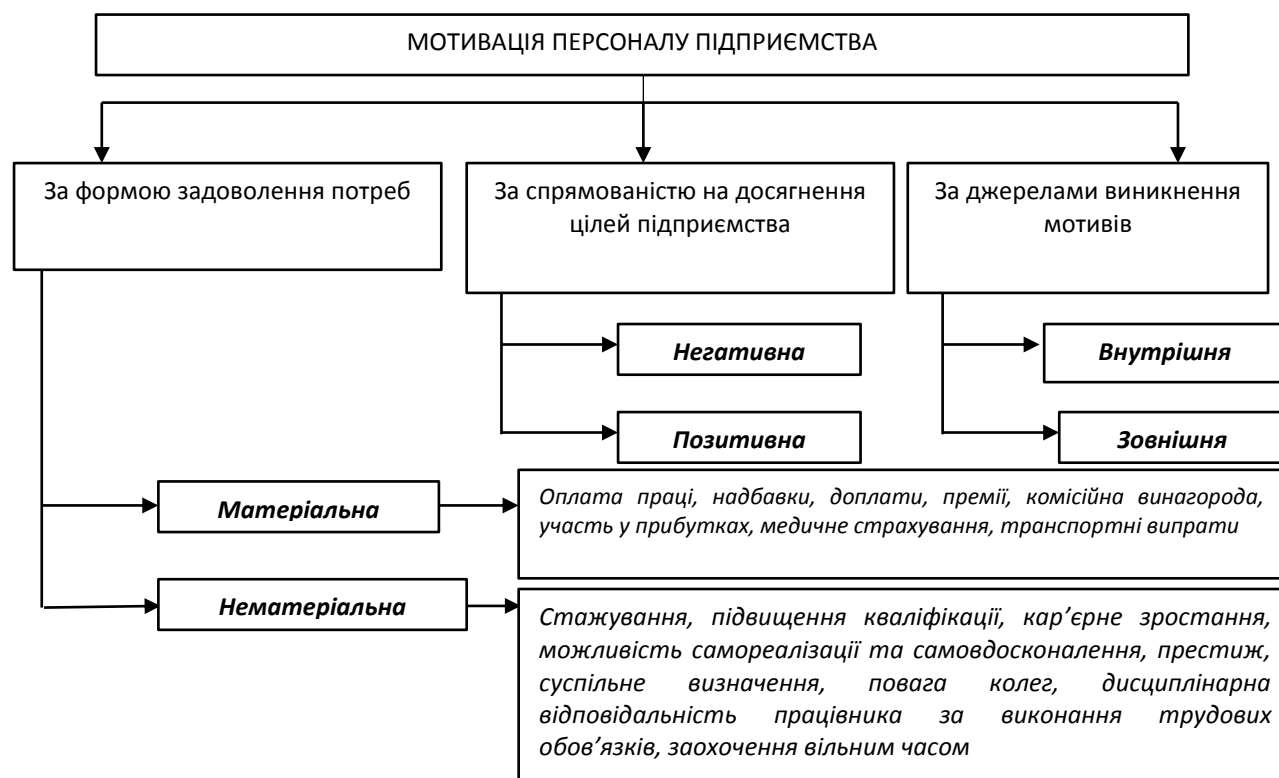 МОТИВАЦІЯ ПЕРСОНАЛУ ПІДПРИЄМСТВА
За формою задоволення потреб
За спрямованістю на досягнення
цілей підприємства
За джерелами виникнення
мотивів
Негативна
Внутрішня
Позитивна
Зовнішня
Матеріальна
Оплата праці, надбавки, доплати, премії, комісійна винагорода,
участь у прибутках, медичне страхування, транспортні випрати
Нематеріальна
Стажування, підвищення кваліфікації, кар’єрне зростання,
можливість самореалізації та самовдосконалення, престиж,
суспільне визначення, повага колег, дисциплінарна
відповідальність працівника за виконання трудових
обов’язків, заохочення вільним часом